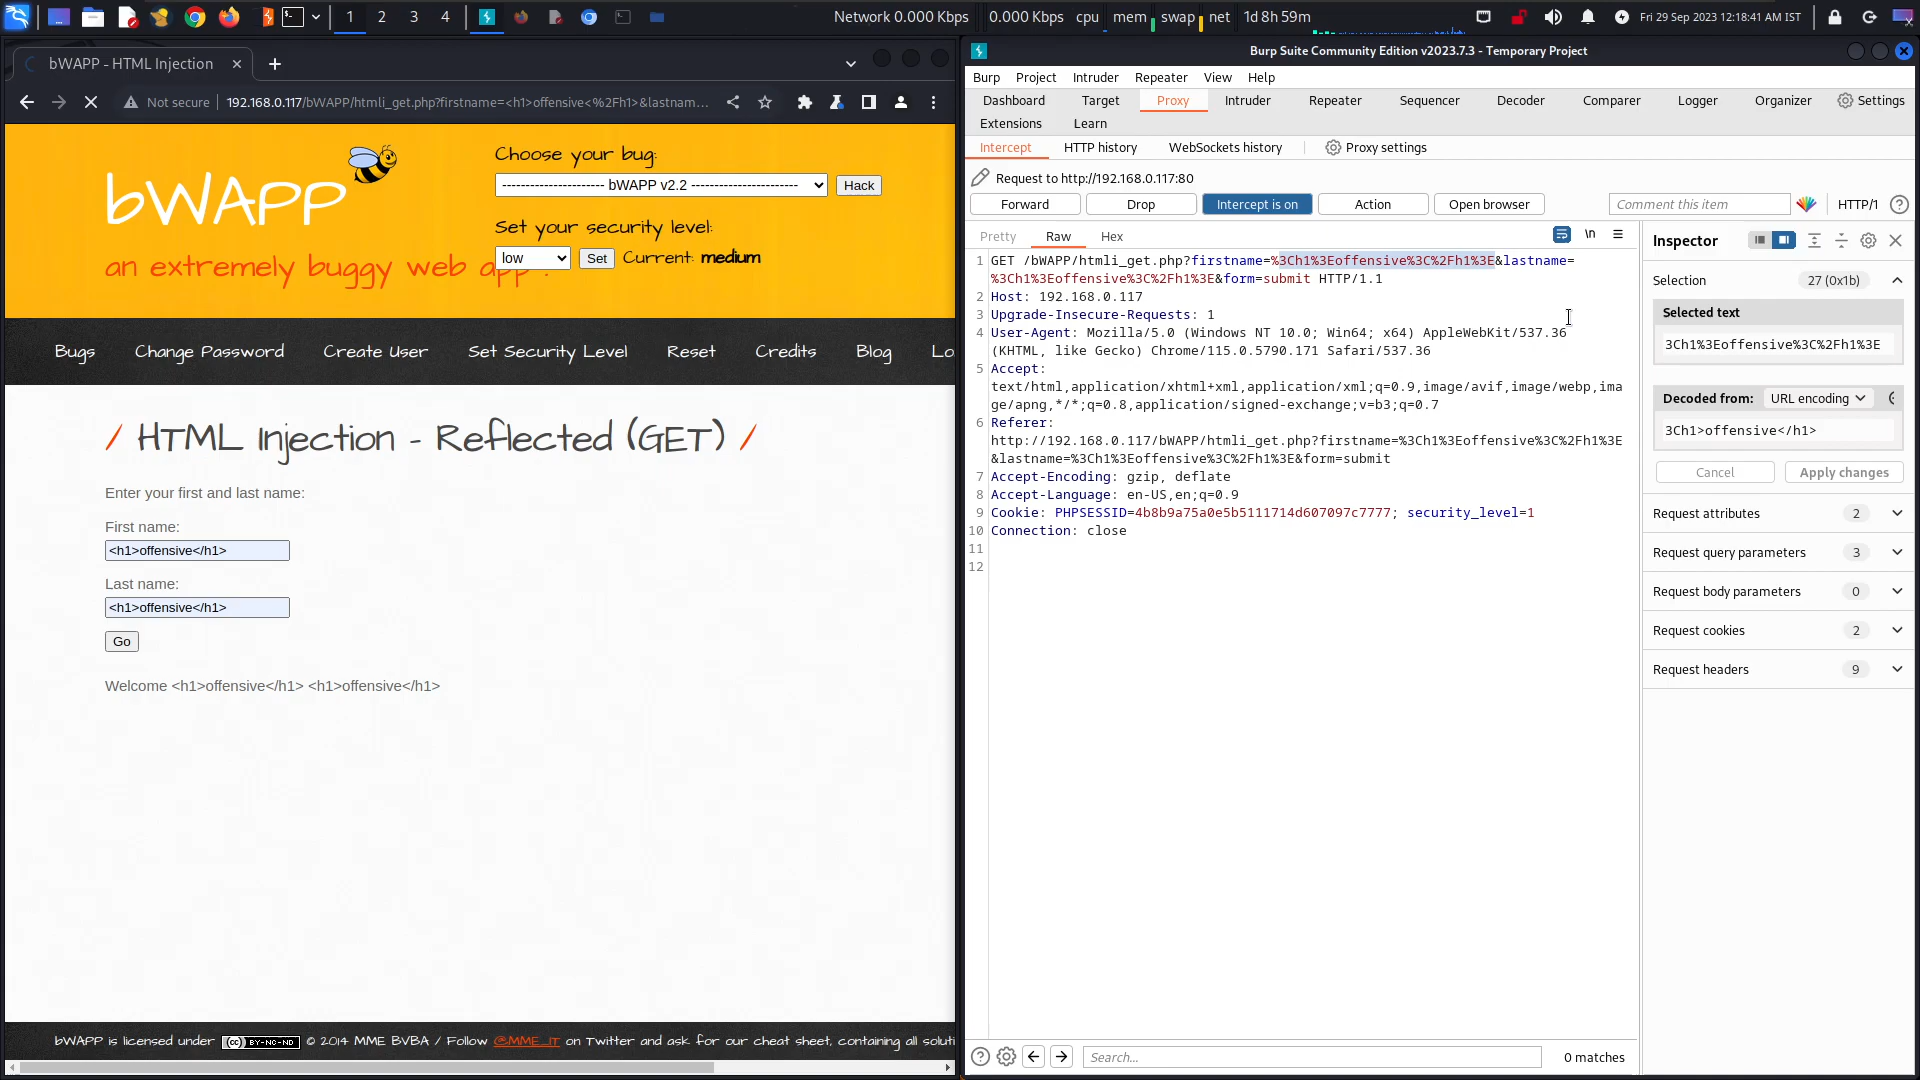 1 2 3 4
Network 0.000 Kbps 0.000 Kbps cpu mem swap net 1d 8h 59m
Fri 29 Sep 2023 12:18:41 AM IST
bWAPP - HTML Injection
Not secure 192.168.0.117/bWAPP/htmli_get.php?firstname=<h1>offensive<%2Fh1>&lastnam...
bWAPP
an extremely buggy web app !
Choose your bug:
---------------------- bWAPP v2.2 ----------------------- Hack
Set your security level:
low Set Current: medium
Bugs Change Password Create User Set Security Level Reset Credits Blog Lo
/ HTML Injection - Reflected (GET) /
Enter your first and last name:
First name:
<h1>offensive</h1>
Last name:
<h1>offensive</h1>
Go
Welcome <h1>offensive</h1> <h1>offensive</h1>
bWAPP is licensed under (cc) BY-NC-ND © 2014 MME BVBA / Follow @MME_IT on Twitter and ask for our cheat sheet, containing all soluti
Burp Suite Community Edition v2023.7.3 - Temporary Project
Burp Project Intruder Repeater View Help
Dashboard Target Proxy Intruder Repeater Sequencer Decoder Comparer Logger Organizer Settings
Extensions Learn
Intercept HTTP history WebSockets history Proxy settings
Request to http://192.168.0.117:80
Forward Drop Intercept is on Action Open browser Comment this item HTTP/1
Pretty Raw Hex \n
1 GET /bWAPP/htmli_get.php?firstname=%3Ch1%3Eoffensive%3C%2Fh1%3E&lastname=
%3Ch1%3Eoffensive%3C%2Fh1%3E&form=submit HTTP/1.1
2 Host: 192.168.0.117
3 Upgrade-Insecure-Requests: 1
4 User-Agent: Mozilla/5.0 (Windows NT 10.0; Win64; x64) AppleWebKit/537.36
(KHTML, like Gecko) Chrome/115.0.5790.171 Safari/537.36
5 Accept:
text/html,application/xhtml+xml,application/xml;q=0.9,image/avif,image/webp,ima
ge/apng,*/*;q=0.8,application/signed-exchange;v=b3;q=0.7
6 Referer:
http://192.168.0.117/bWAPP/htmli_get.php?firstname=%3Ch1%3Eoffensive%3C%2Fh1%3E
&lastname=%3Ch1%3Eoffensive%3C%2Fh1%3E&form=submit
7 Accept-Encoding: gzip, deflate
8 Accept-Language: en-US,en;q=0.9
9 Cookie: PHPSESSID=4b8b9a75a0e5b5111714d607097c7777; security_level=1
10 Connection: close
11
12
Search... 0 matches
Inspector
Selection 27 (0x1b)
Selected text
3Ch1%3Eoffensive%3C%2Fh1%3E
Decoded from: URL encoding
3Ch1>offensive</h1>
Cancel Apply changes
Request attributes 2
Request query parameters 3
Request body parameters 0
Request cookies 2
Request headers 9